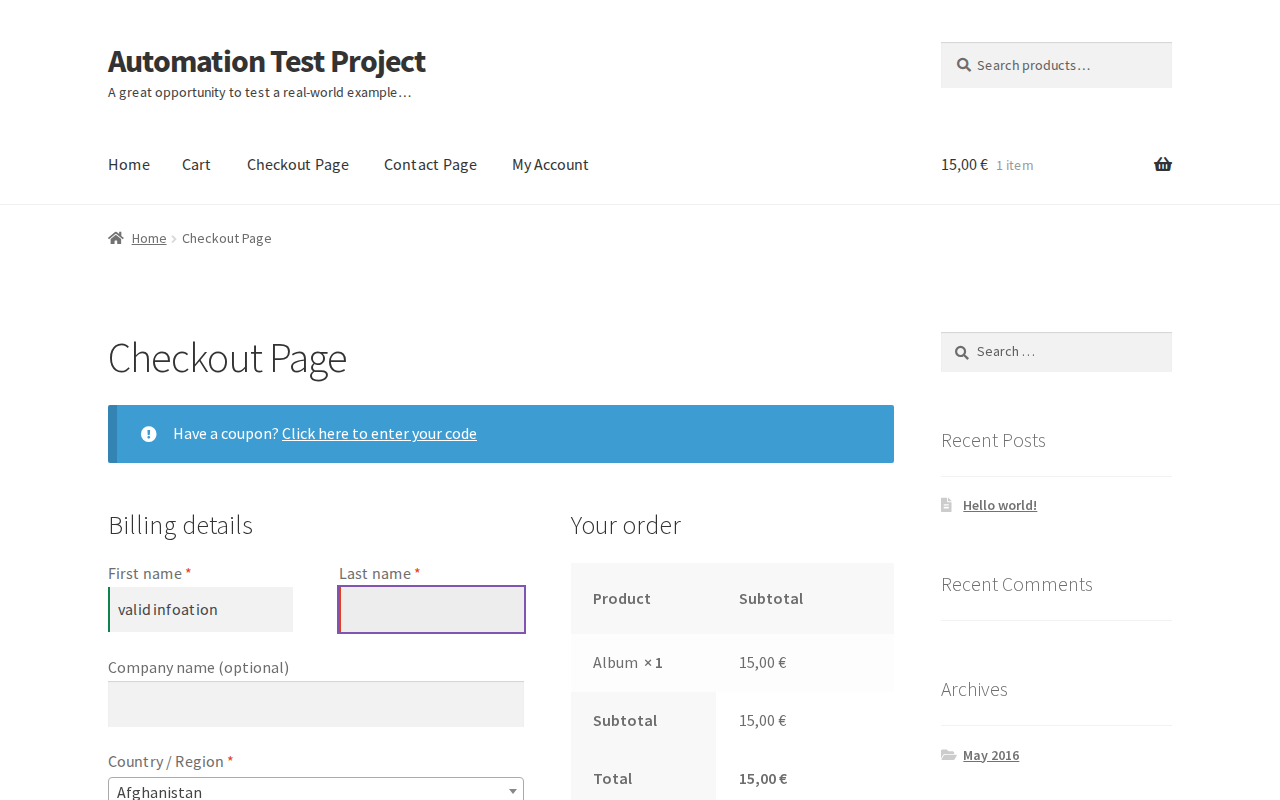 Automation Test Project
A great opportunity to test a real-world example…
Search products…
Home
Cart
Checkout Page
Contact Page
My Account
15,00 € 1 item
Home
Checkout Page
Checkout Page
Have a coupon? Click here to enter your code
Billing details
First name *
Last name *
valid infoation
Company name (optional)
Country / Region *
Afghanistan
Your order
Product Subtotal
Album × 1 15,00 €
Subtotal 15,00 €
Total 15,00 €
Search …
Recent Posts
Hello world!
Recent Comments
Archives
May 2016